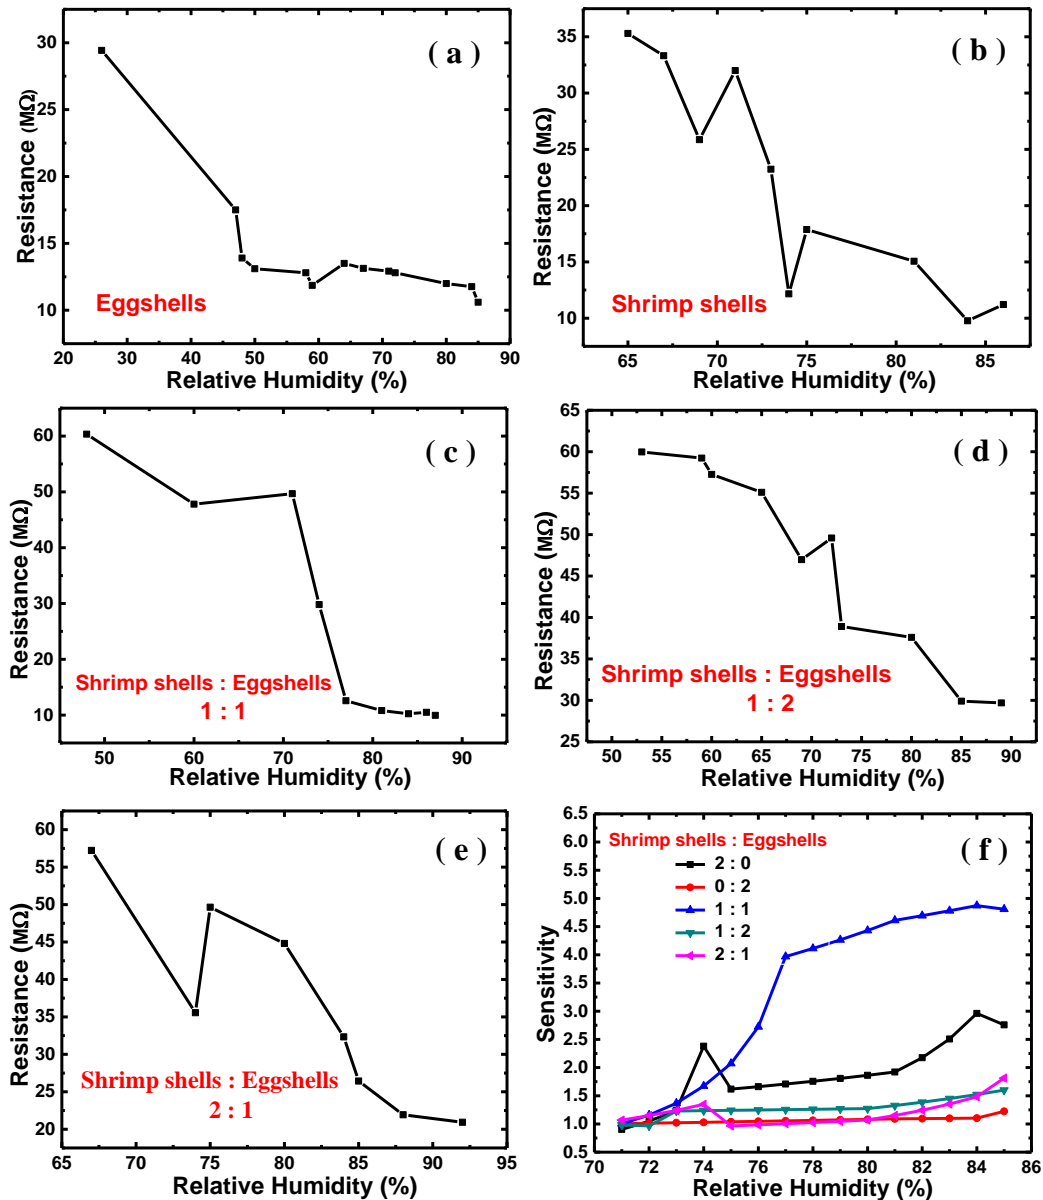 ( a )
Eggshells
Resistance (MΩ)
30
25
20
15
10
20 30 40 50 60 70 80 90
Relative Humidity (%)
( b )
Shrimp shells
Resistance (MΩ)
35
30
25
20
15
10
65 70 75 80 85
Relative Humidity (%)
( c )
Shrimp shells : Eggshells
1 : 1
Resistance (MΩ)
60
50
40
30
20
10
50 60 70 80 90
Relative Humidity (%)
( d )
Shrimp shells : Eggshells
1 : 2
Resistance (MΩ)
65
60
55
50
45
40
35
30
25
50 55 60 65 70 75 80 85 90
Relative Humidity (%)
( e )
Shrimp shells : Eggshells
2 : 1
Resistance (MΩ)
60
55
50
45
40
35
30
25
20
65 70 75 80 85 90 95
Relative Humidity (%)
( f )
Shrimp shells : Eggshells
2 : 0
0 : 2
1 : 1
1 : 2
2 : 1
Sensitivity
6.5
6.0
5.5
5.0
4.5
4.0
3.5
3.0
2.5
2.0
1.5
1.0
0.5
70 72 74 76 78 80 82 84 86
Relative Humidity (%)